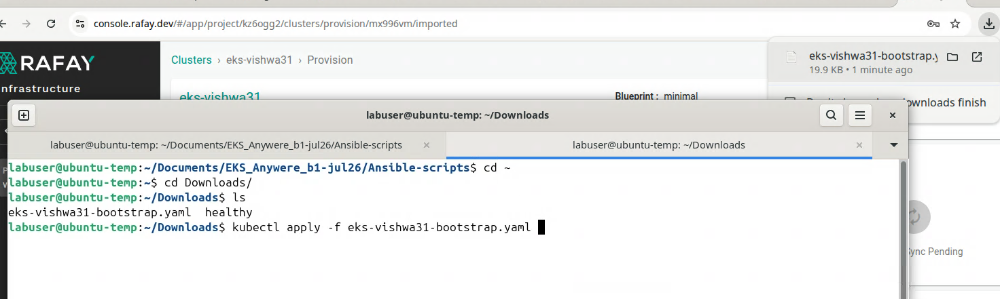 console.rafay.dev/#/app/project/kz6ogg2/clusters/provision/mx996vm/imported
RAFAY
nfrastructure
Clusters › eks-vishwa31 › Provision
eks-vishwa31-bootstrap.y
19.9 KB • 1 minute ago
eks-vishwa31
Blueprint : minimal
ownloads finish
labuser@ubuntu-temp: ~/Downloads
labuser@ubuntu-temp: ~/Documents/EKS_Anywere_b1-jul26/Ansible-scripts
labuser@ubuntu-temp: ~/Downloads
labuser@ubuntu-temp:~/Documents/EKS_Anywere_b1-jul26/Ansible-scripts$ cd ~
labuser@ubuntu-temp:~$ cd Downloads/
labuser@ubuntu-temp:~/Downloads$ ls
eks-vishwa31-bootstrap.yaml  healthy
labuser@ubuntu-temp:~/Downloads$ kubectl apply -f eks-vishwa31-bootstrap.yaml
Sync Pending